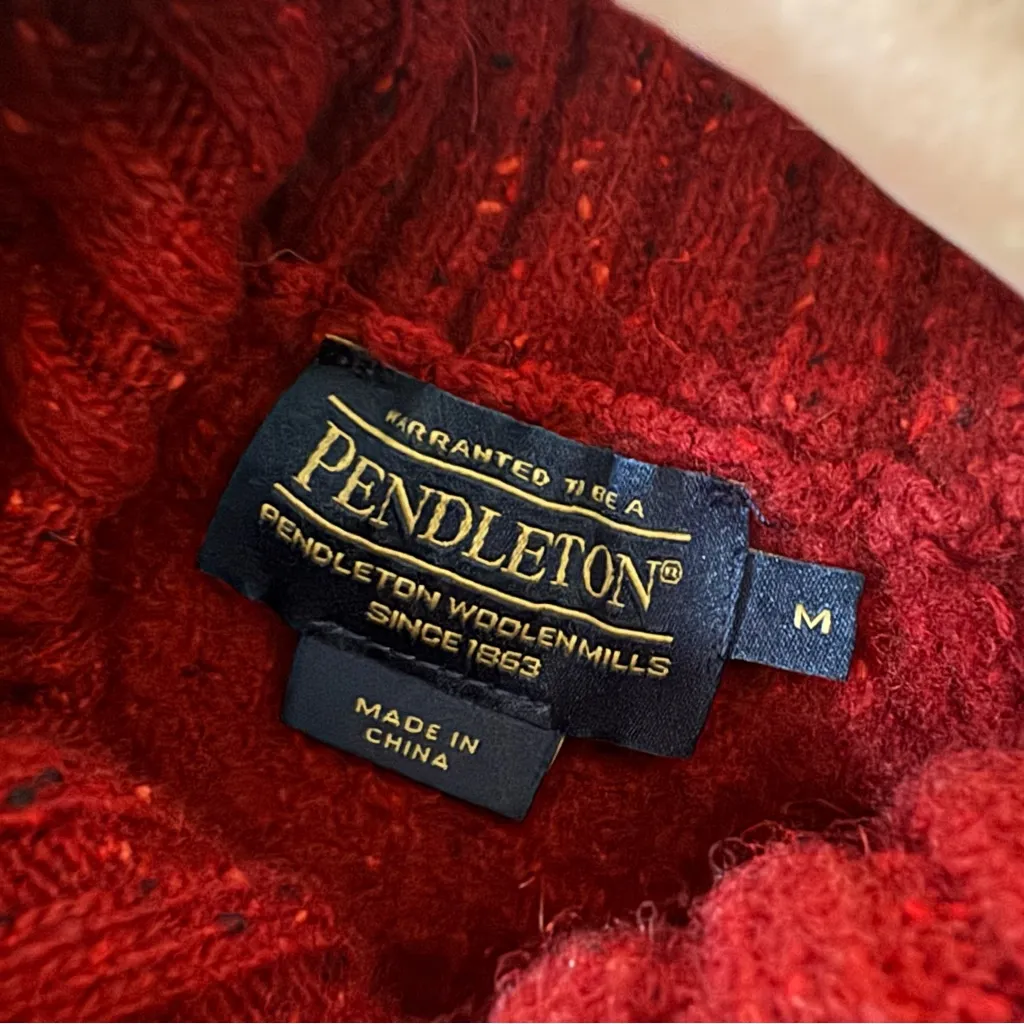 WARRANTED TO BE A
PENDLETON®
PENDLETON WOOLEN MILLS
SINCE 1863
M
MADE IN
CHINA